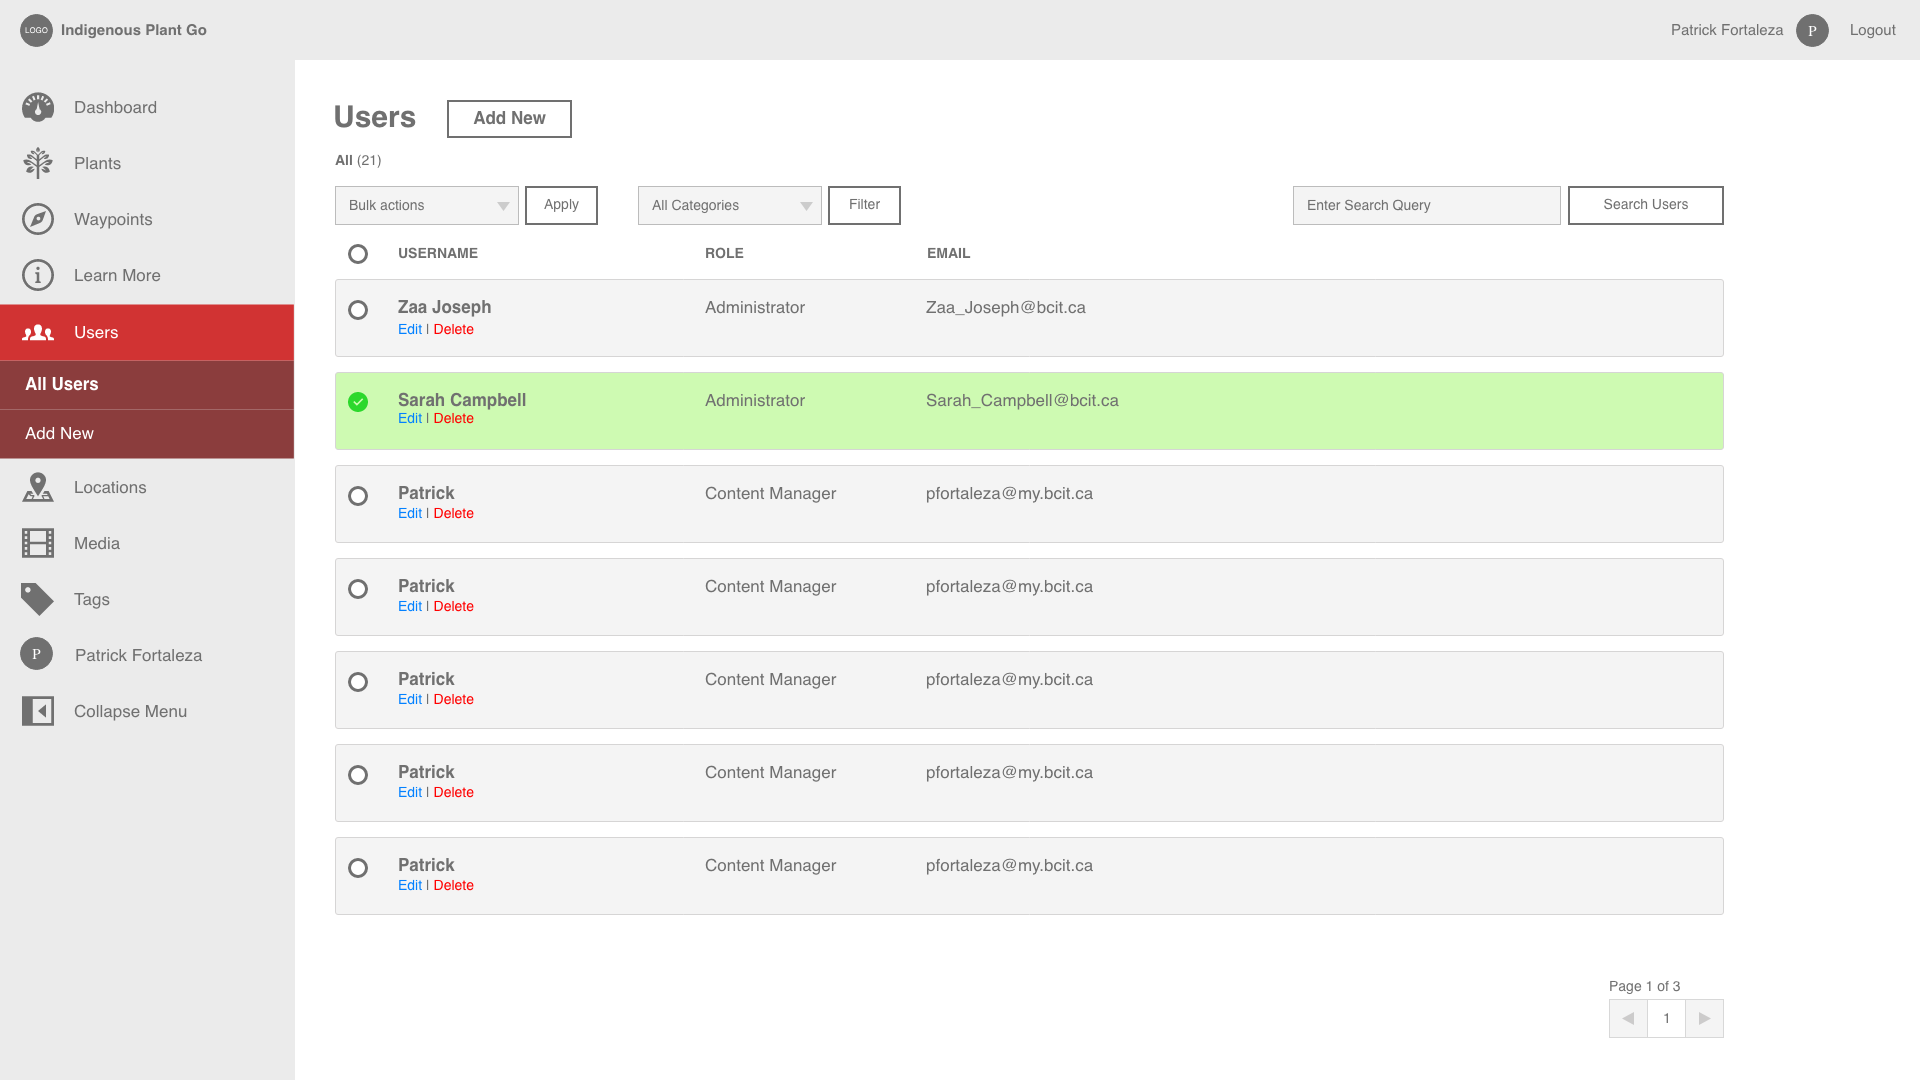 LOGO Indigenous Plant Go
Patrick Fortaleza P Logout
Dashboard
Plants
Waypoints
Learn More
Users
All Users
Add New
Locations
Media
Tags
P Patrick Fortaleza
Collapse Menu
Users Add New
All (21)
Bulk actions Apply All Categories Filter Enter Search Query Search Users
USERNAME ROLE EMAIL
Zaa Joseph Administrator Zaa_Joseph@bcit.ca
Edit | Delete
Sarah Campbell Administrator Sarah_Campbell@bcit.ca
Edit | Delete
Patrick Content Manager pfortaleza@my.bcit.ca
Edit | Delete
Patrick Content Manager pfortaleza@my.bcit.ca
Edit | Delete
Patrick Content Manager pfortaleza@my.bcit.ca
Edit | Delete
Patrick Content Manager pfortaleza@my.bcit.ca
Edit | Delete
Patrick Content Manager pfortaleza@my.bcit.ca
Edit | Delete
Page 1 of 3
1